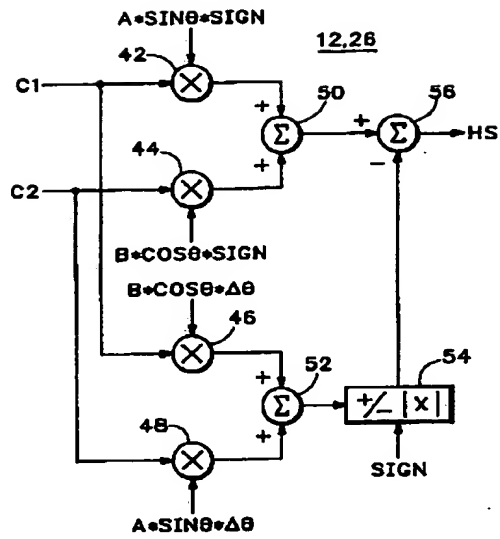 A*SINθ*SIGN
12,26
42
C1
50
56
+
+
Σ
Σ
HS
44
+
−
C2
B*COSθ*SIGN
B*COSθ*Δθ
46
+
52
54
Σ
+/− |X|
48
+
SIGN
A*SINθ*Δθ